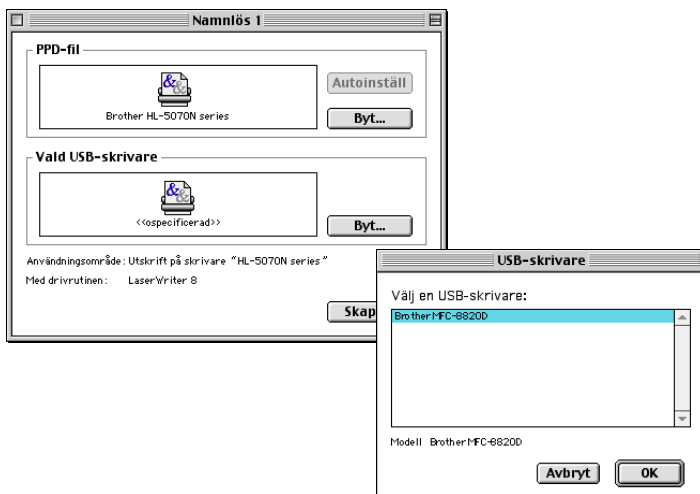 Namnlös 1
PPD-fil
Brother HL-5070N series
Autoinställ
Byt...
Vald USB-skrivare
<<ospecificerad>>
Byt...
Användningsområde: Utskrift på skrivare "HL-5070N series"
Med drivrutinen: LaserWriter 8
Skap
USB-skrivare
Välj en USB-skrivare:
Brother MFC-8820D
Modell Brother MFC-8820D
Avbryt
OK